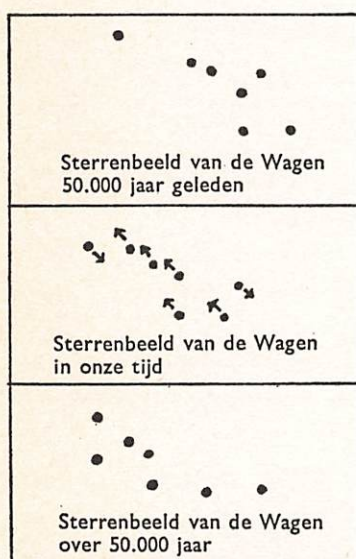 Sterrenbeeld van de Wagen
50.000 jaar geleden
Sterrenbeeld van de Wagen
in onze tijd
Sterrenbeeld van de Wagen
over 50.000 jaar